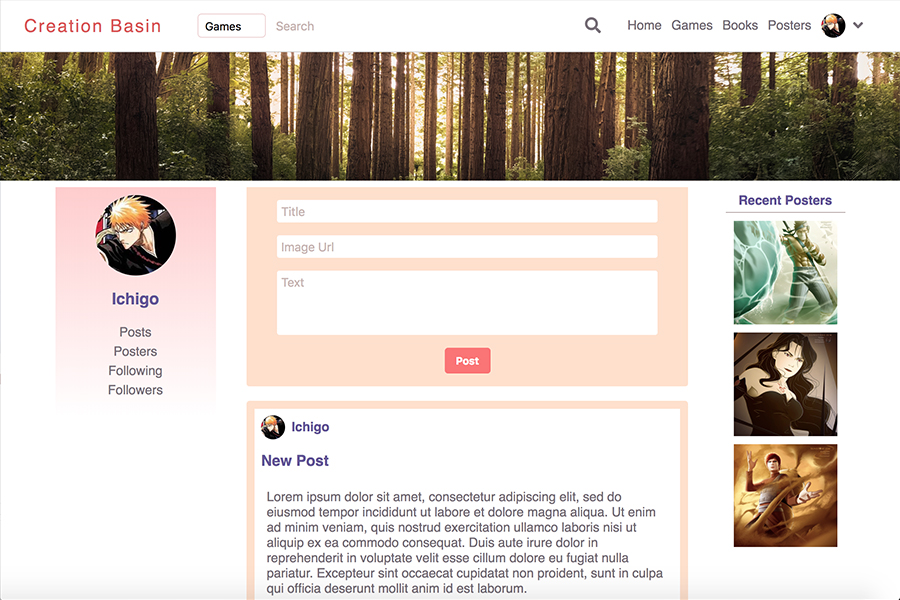 Creation Basin
Games
Search
Home Games Books Posters
Ichigo
Posts
Posters
Following
Followers
Title
Image Url
Text
Post
Ichigo
New Post
Lorem ipsum dolor sit amet, consectetur adipiscing elit, sed do
eiusmod tempor incididunt ut labore et dolore magna aliqua. Ut enim
ad minim veniam, quis nostrud exercitation ullamco laboris nisi ut
aliquip ex ea commodo consequat. Duis aute irure dolor in
reprehenderit in voluptate velit esse cillum dolore eu fugiat nulla
pariatur. Excepteur sint occaecat cupidatat non proident, sunt in culpa
qui officia deserunt mollit anim id est laborum.
Recent Posters